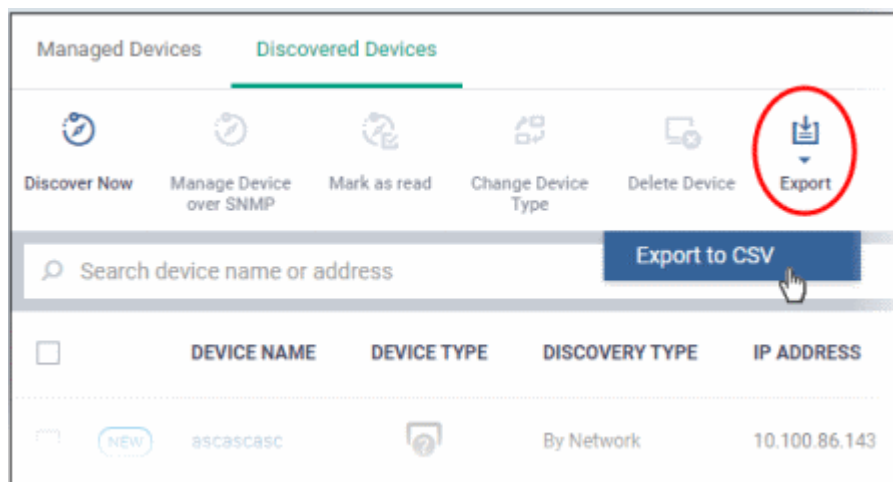 Managed Devices Discovered Devices
Discover Now Manage Device over SNMP Mark as read Change Device Type Delete Device Export
Search device name or address Export to CSV
DEVICE NAME DEVICE TYPE DISCOVERY TYPE IP ADDRESS
NEW ascascasc By Network 10.100.86.143